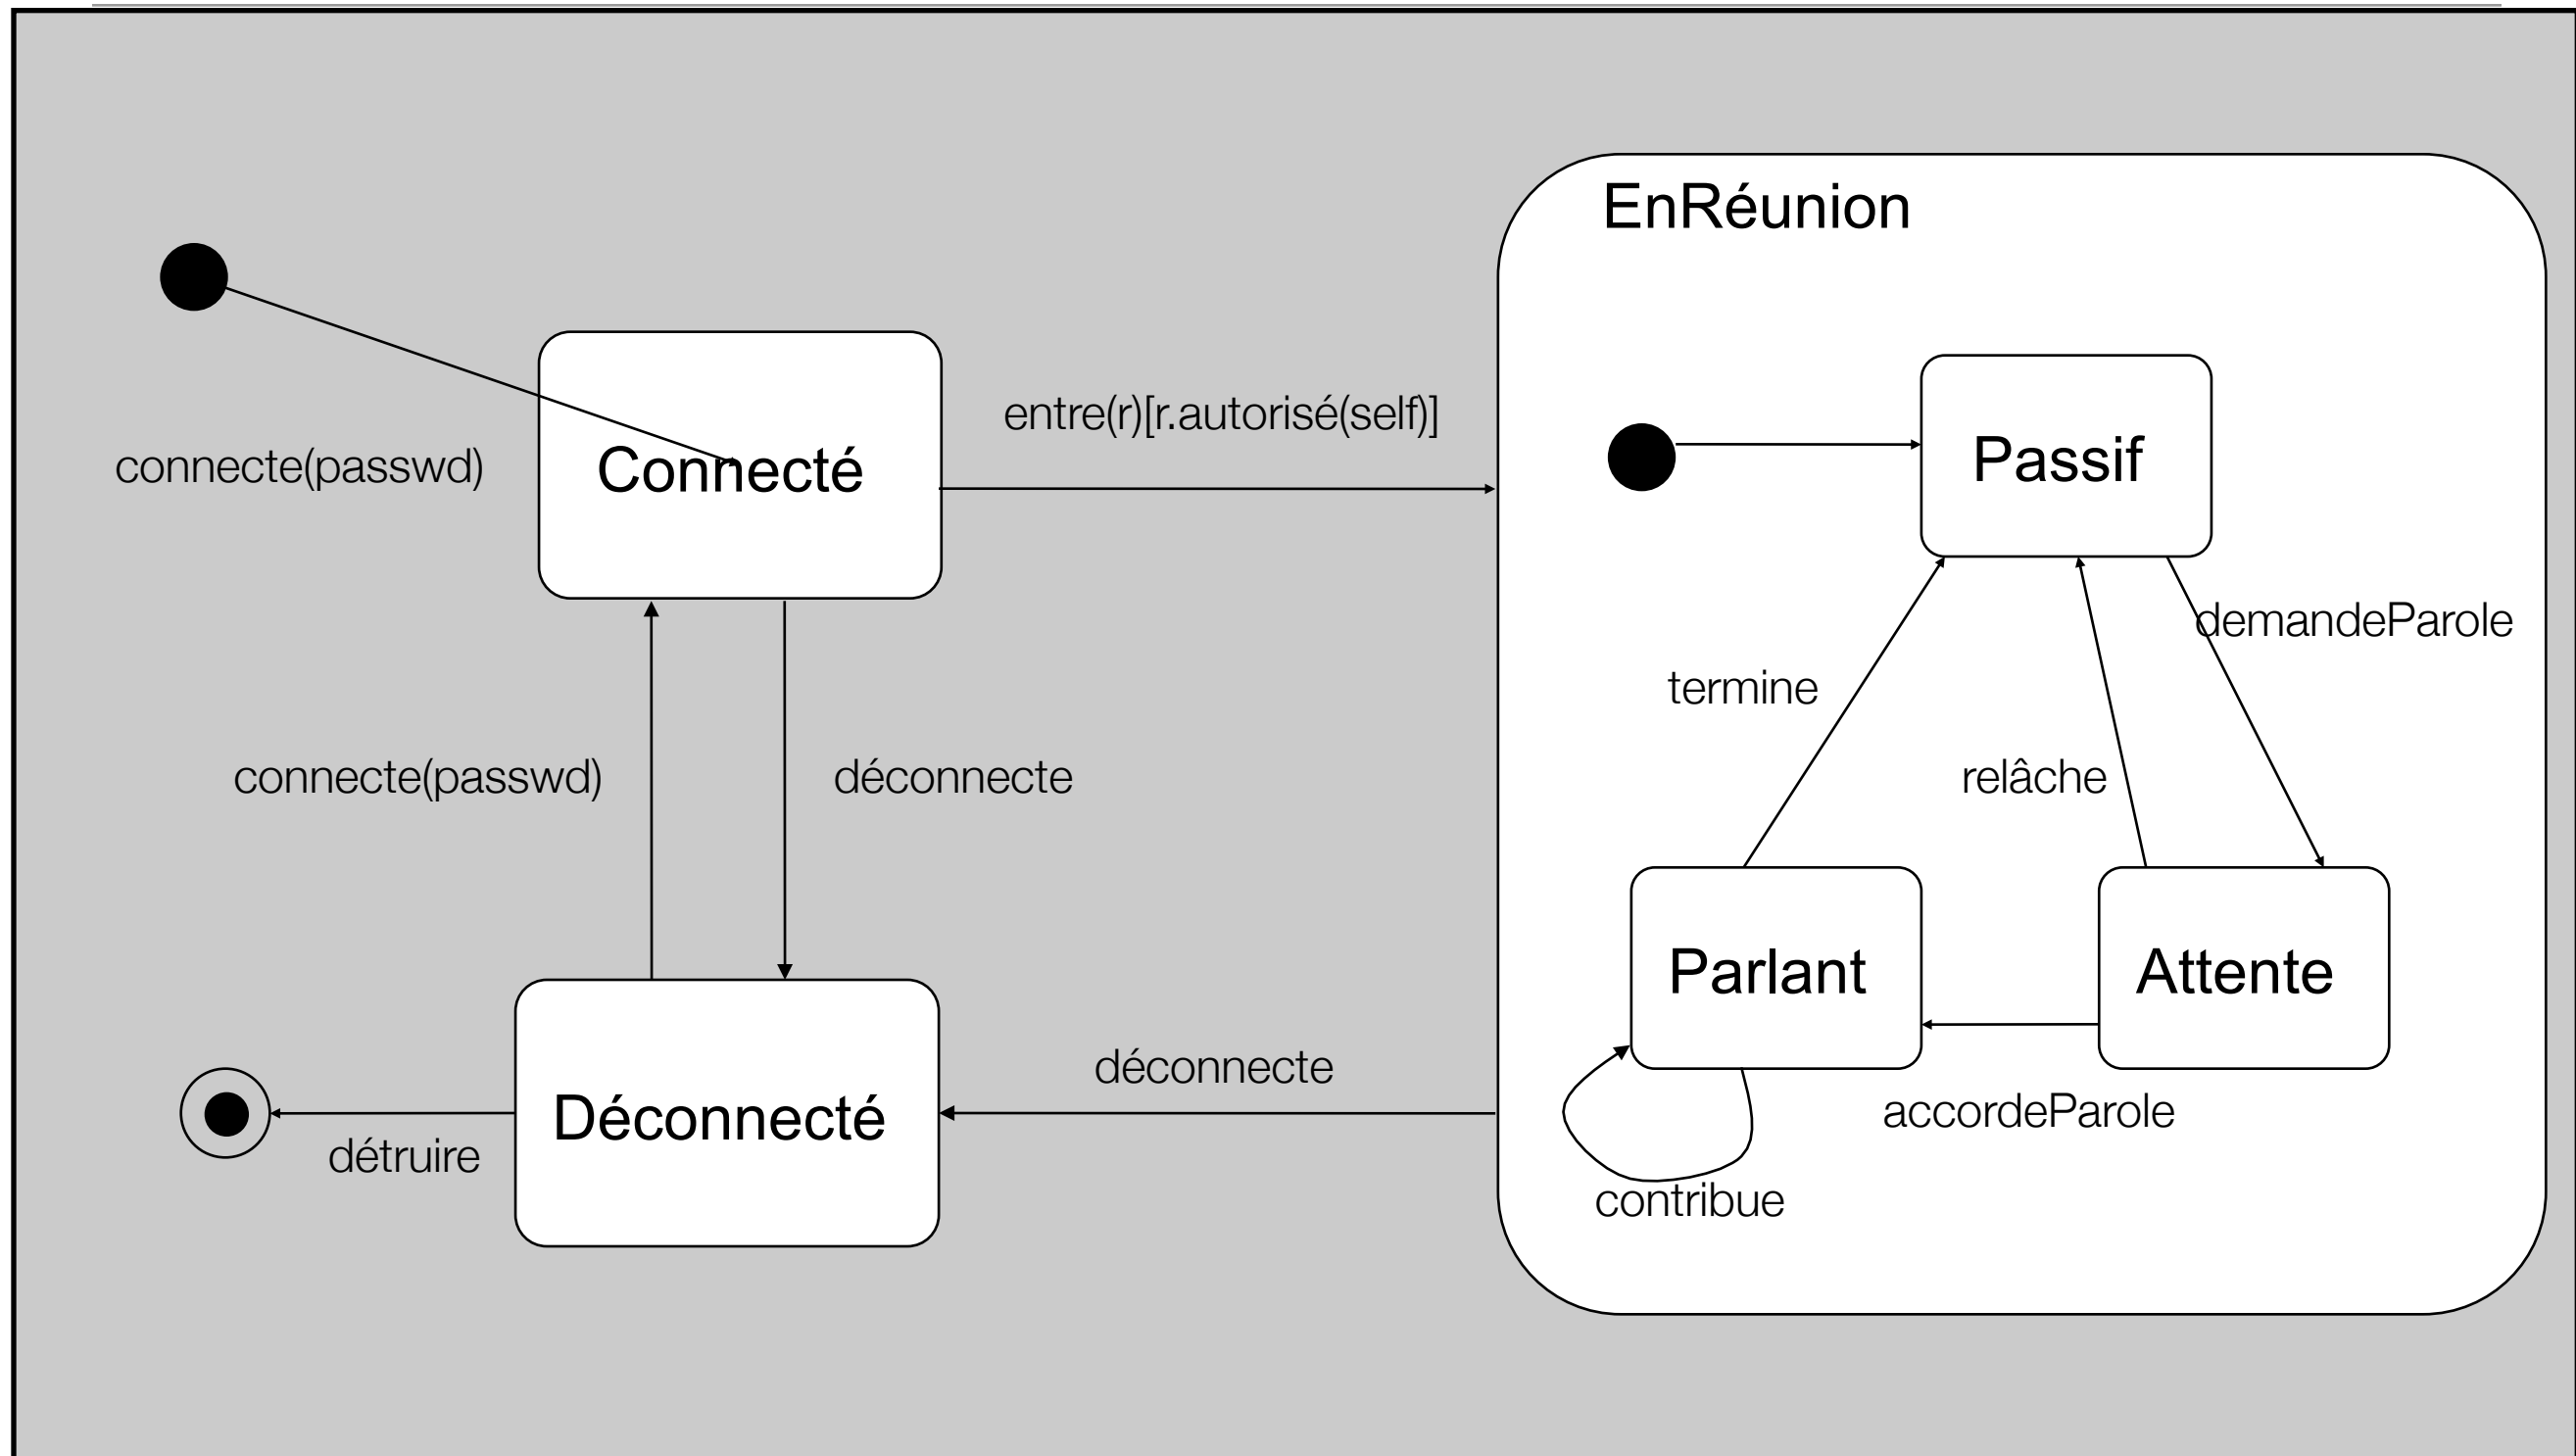 EnRéunion
entre(r)[r.autorisé(self)]
connecte(passwd)
Connecté
Passif
demandeParole
termine
connecte(passwd)
déconnecte
relâche
Parlant
Attente
déconnecte
Déconnecté
accordeParole
détruire
contribue